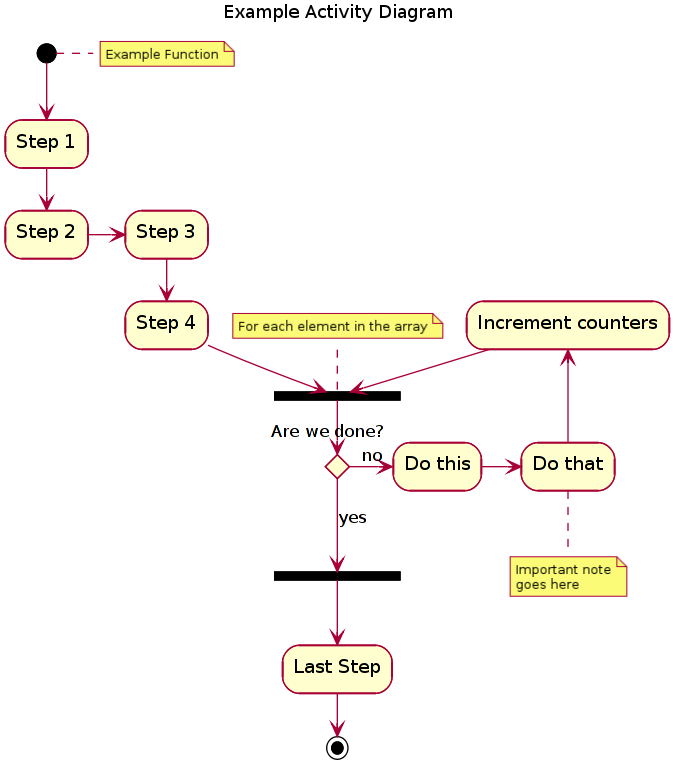 Example Activity Diagram
Example Function
Step 1
Step 2
Step 3
Step 4
For each element in the array
Increment counters
Are we done?
no
Do this
Do that
yes
Important note
goes here
Last Step